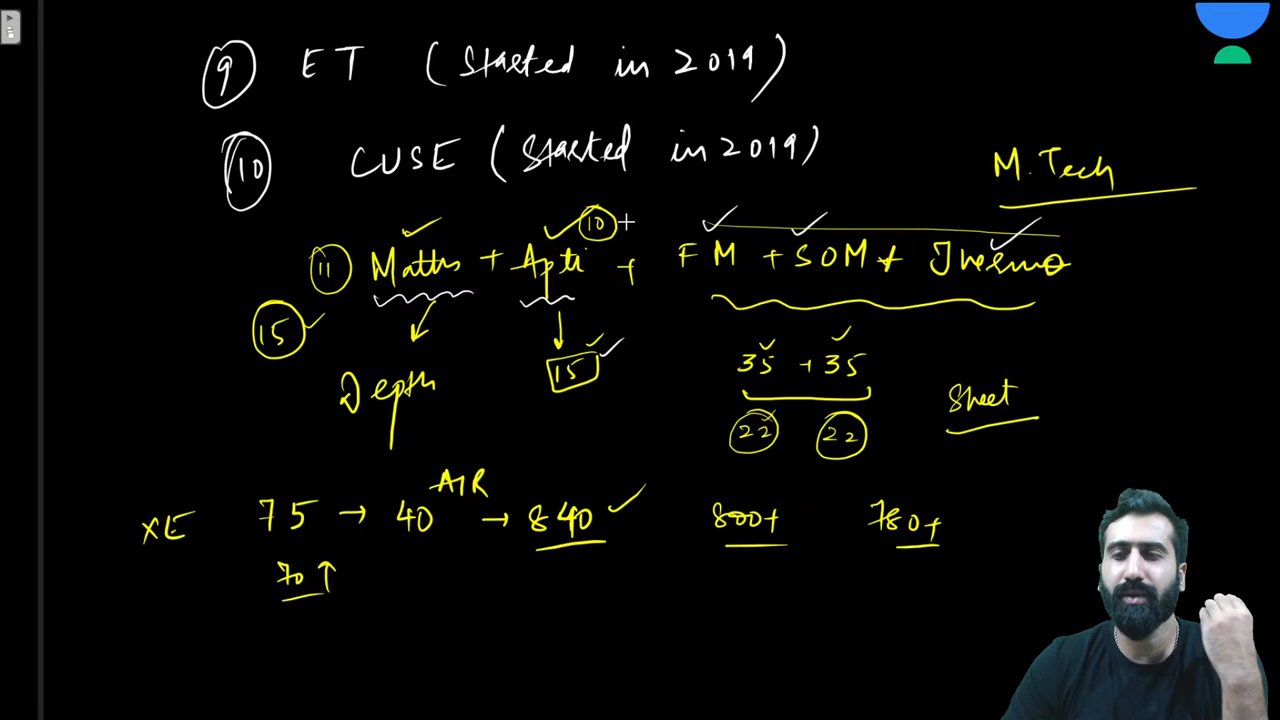 9 ET (Started in 2019)
10 CUSE (Started in 2019)
M.Tech
11 Maths + Apti 10 + + FM + SOM + Thermo
15
15
35 + 35
Depth
Sheet
22 22
XE 75 → 40 AIR → 840 800+ 780+
70 ↑